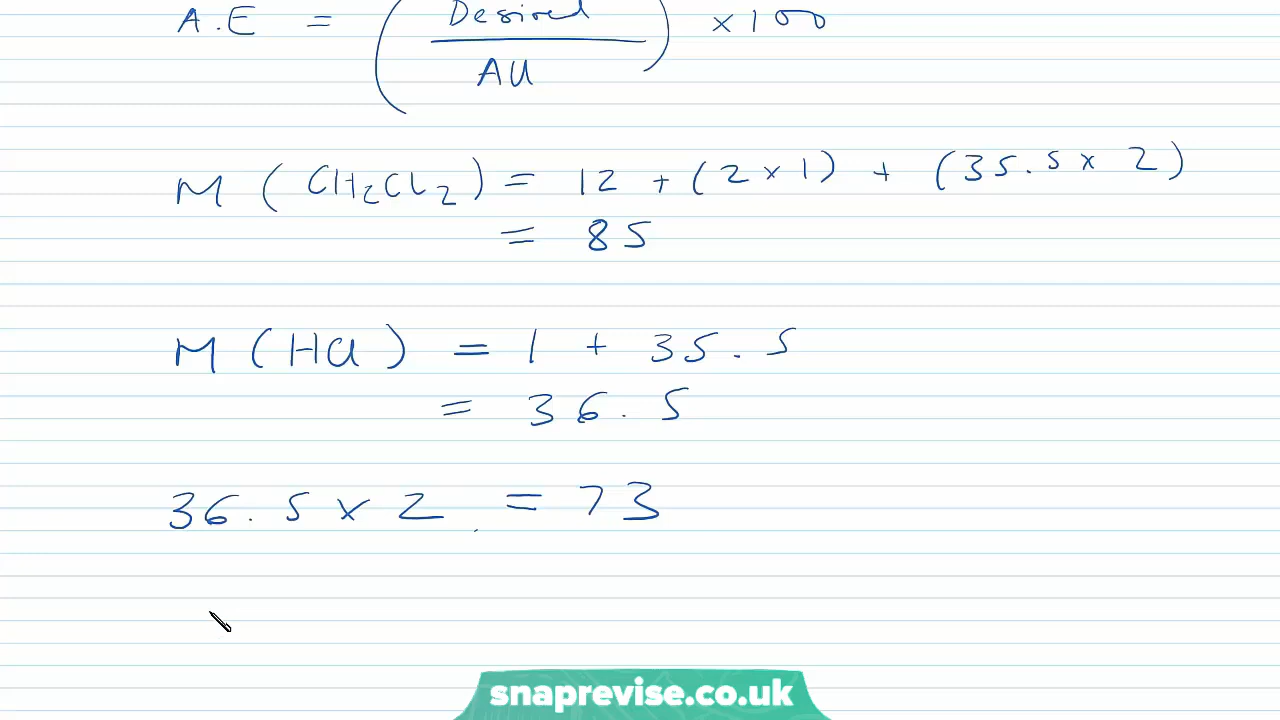 A.E = ( Desired / All ) × 100
M ( CH₂Cl₂ ) = 12 + (2 × 1) + (35.5 × 2)
= 85
M ( HCl ) = 1 + 35.5
= 36.5
36.5 × 2 = 73
snaprevise.co.uk